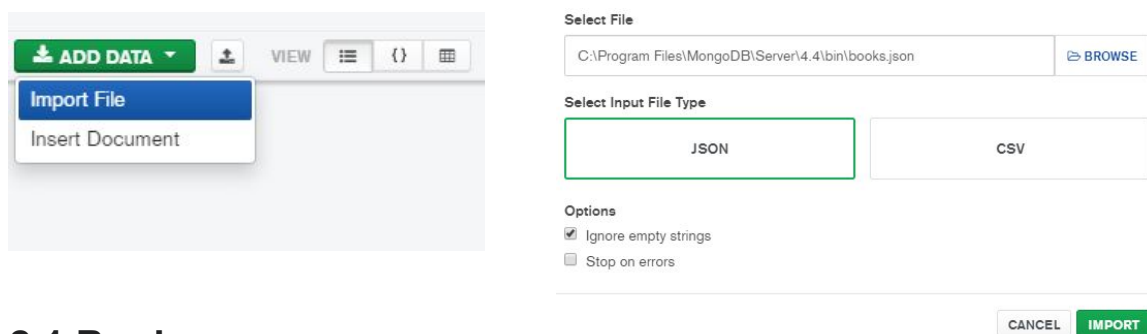 ADD DATA
VIEW
{}
Import File
Insert Document
Select File
C:\Program Files\MongoDB\Server\4.4\bin\books.json
BROWSE
Select Input File Type
JSON
CSV
Options
Ignore empty strings
Stop on errors
CANCEL
IMPORT